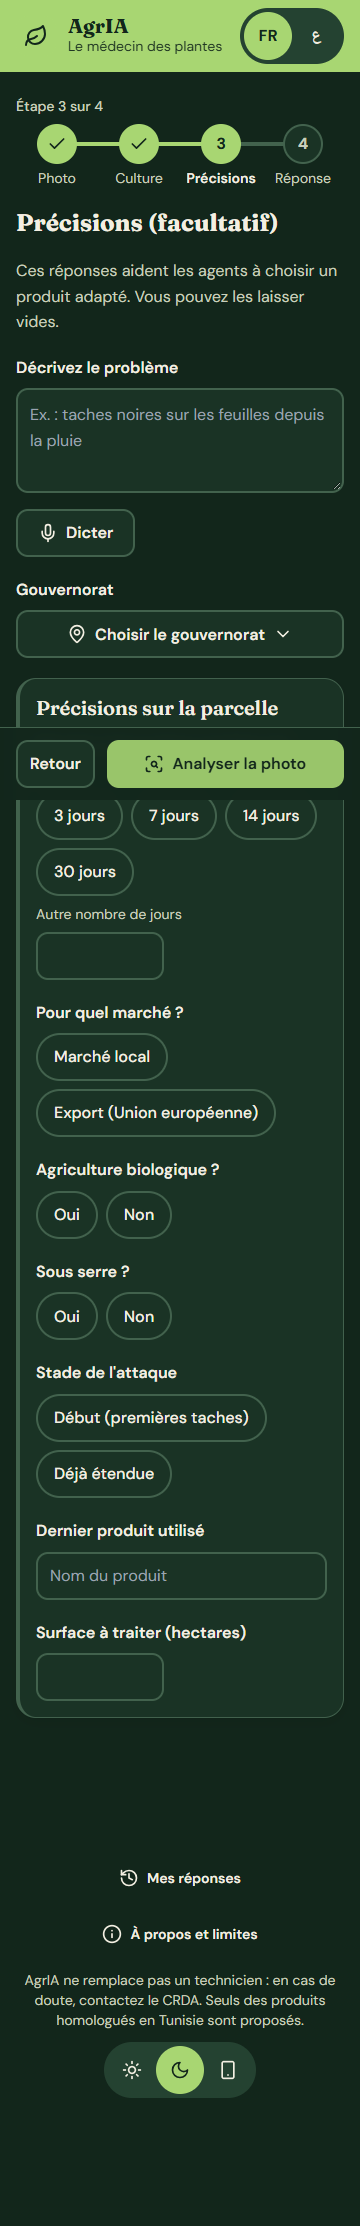 AgrIA
Le médecin des plantes
FR
ع
Étape 3 sur 4
3
4
Photo
Culture
Précisions
Réponse
Précisions (facultatif)
Ces réponses aident les agents à choisir un
produit adapté. Vous pouvez les laisser
vides.
Décrivez le problème
Ex. : taches noires sur les feuilles depuis
la pluie
Dicter
Gouvernorat
Choisir le gouvernorat
Précisions sur la parcelle
Retour
Analyser la photo
3 jours
7 jours
14 jours
30 jours
Autre nombre de jours
Pour quel marché ?
Marché local
Export (Union européenne)
Agriculture biologique ?
Oui
Non
Sous serre ?
Oui
Non
Stade de l'attaque
Début (premières taches)
Déjà étendue
Dernier produit utilisé
Nom du produit
Surface à traiter (hectares)
Mes réponses
À propos et limites
AgrIA ne remplace pas un technicien : en cas de
doute, contactez le CRDA. Seuls des produits
homologués en Tunisie sont proposés.